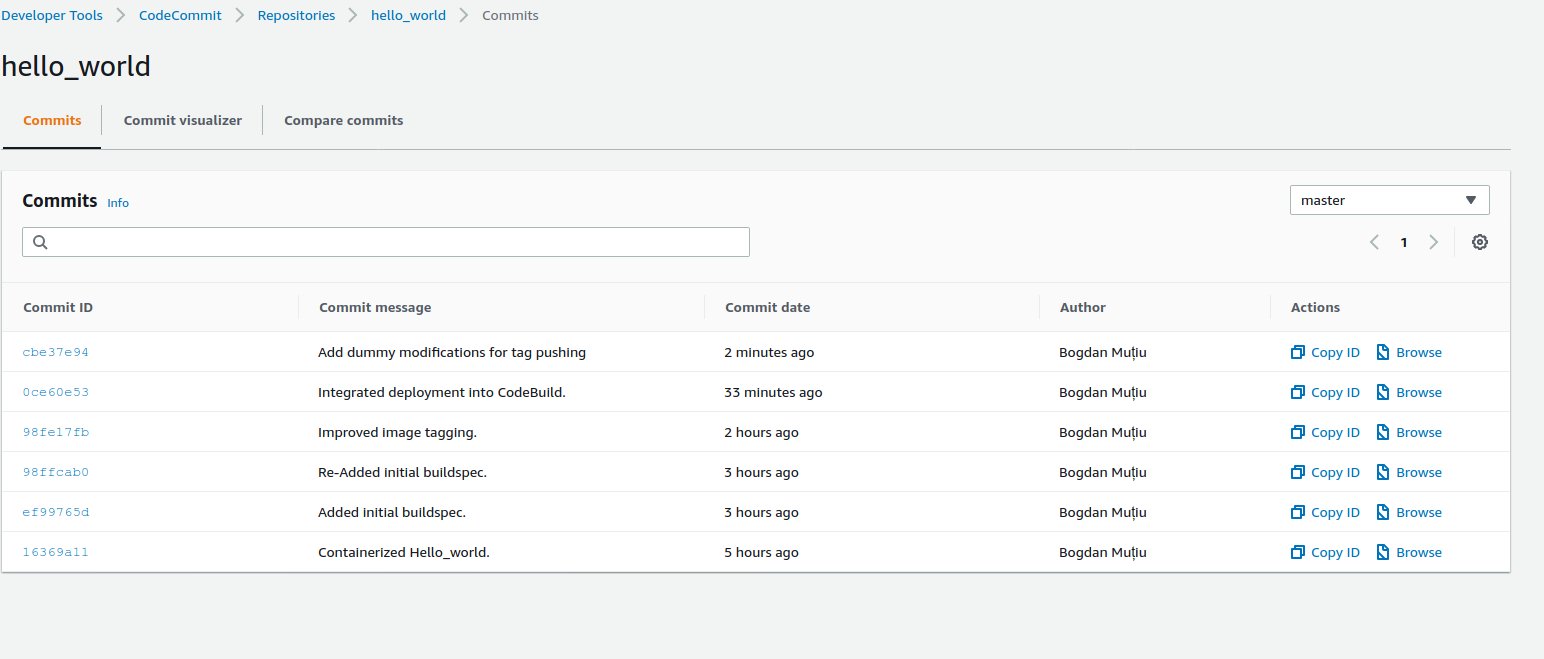 Developer Tools > CodeCommit > Repositories > hello_world > Commits
hello_world
Commits Commit visualizer Compare commits
Commits Info master
1
Commit ID Commit message Commit date Author Actions
cbe37e94 Add dummy modifications for tag pushing 2 minutes ago Bogdan Muțiu Copy ID Browse
0ce60e53 Integrated deployment into CodeBuild. 33 minutes ago Bogdan Muțiu Copy ID Browse
98fe17fb Improved image tagging. 2 hours ago Bogdan Muțiu Copy ID Browse
98ffcab0 Re-Added initial buildspec. 3 hours ago Bogdan Muțiu Copy ID Browse
ef99765d Added initial buildspec. 3 hours ago Bogdan Muțiu Copy ID Browse
16369a11 Containerized Hello_world. 5 hours ago Bogdan Muțiu Copy ID Browse